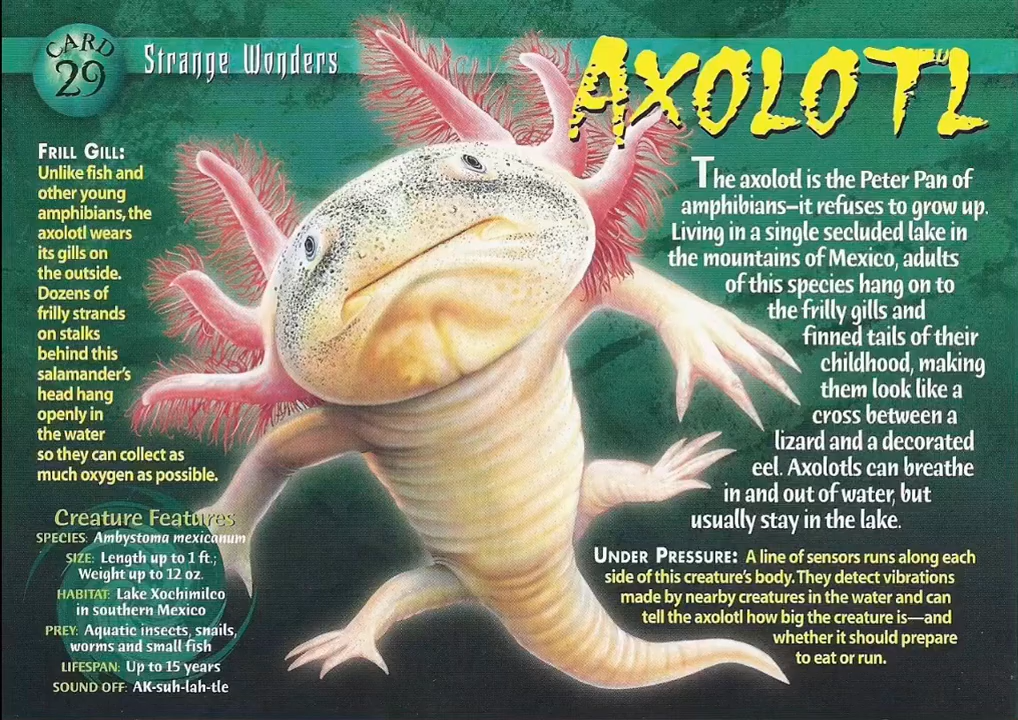 CARD
29
Strange Wonders
AXOLOTL
FRILL GILL:
Unlike fish and
other young
amphibians, the
axolotl wears
its gills on
the outside.
Dozens of
frilly strands
on stalks
behind this
salamander's
head hang
openly in
the water
so they can collect as
much oxygen as possible.
The axolotl is the Peter Pan of
amphibians—it refuses to grow up.
Living in a single secluded lake in
the mountains of Mexico, adults
of this species hang on to
the frilly gills and
finned tails of their
childhood, making
them look like a
cross between a
lizard and a decorated
eel. Axolotls can breathe
in and out of water, but
usually stay in the lake.
Creature Features
SPECIES: Ambystoma mexicanum
SIZE: Length up to 1 ft.;
Weight up to 12 oz.
HABITAT: Lake Xochimilco
in southern Mexico
PREY: Aquatic insects, snails,
worms and small fish
LIFESPAN: Up to 15 years
SOUND OFF: AK-suh-lah-tle
UNDER PRESSURE: A line of sensors runs along each
side of this creature's body. They detect vibrations
made by nearby creatures in the water and can
tell the axolotl how big the creature is—and
whether it should prepare
to eat or run.